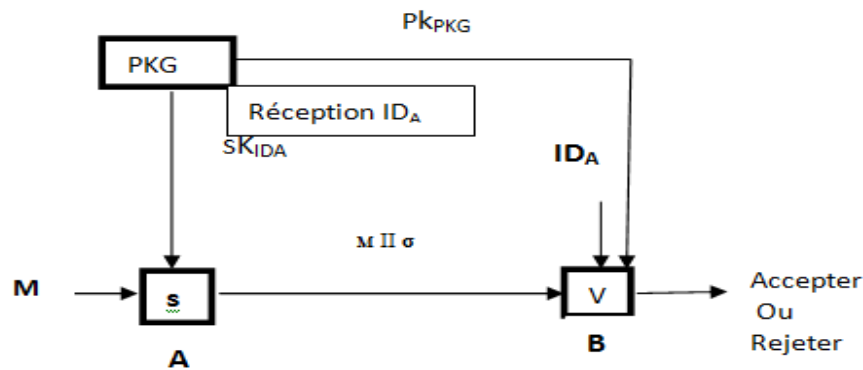 PkPKG
PKG
Réception IDA
sKIDA
IDA
M II σ
M
s
V
Accepter
Ou
Rejeter
A
B